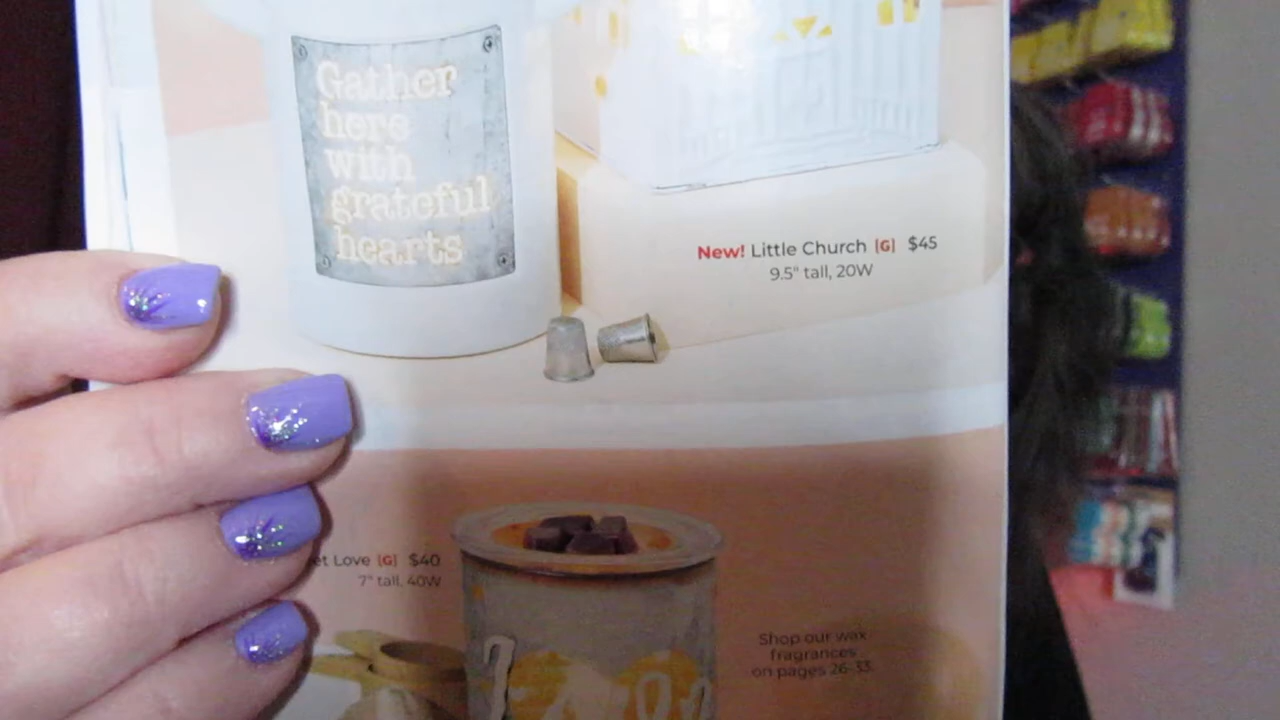 Gather
here
with
grateful
hearts
New! Little Church [G] $45
9.5" tall, 20W
et Love [G] $40
7" tall, 40W
Shop our wax
fragrances
on pages 26-33.